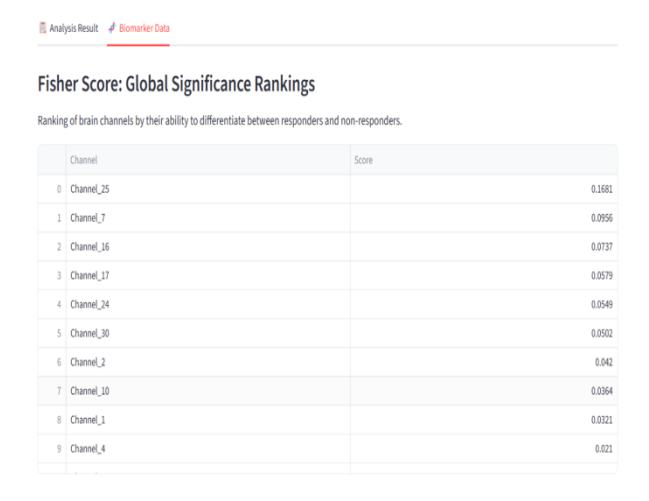 Analysis Result Biomarker Data
Fisher Score: Global Significance Rankings
Ranking of brain channels by their ability to differentiate between responders and non-responders.
Channel Score
0 Channel_25 0.1681
1 Channel_7 0.0956
2 Channel_16 0.0737
3 Channel_17 0.0579
4 Channel_24 0.0549
5 Channel_30 0.0502
6 Channel_2 0.042
7 Channel_10 0.0364
8 Channel_1 0.0321
9 Channel_4 0.021